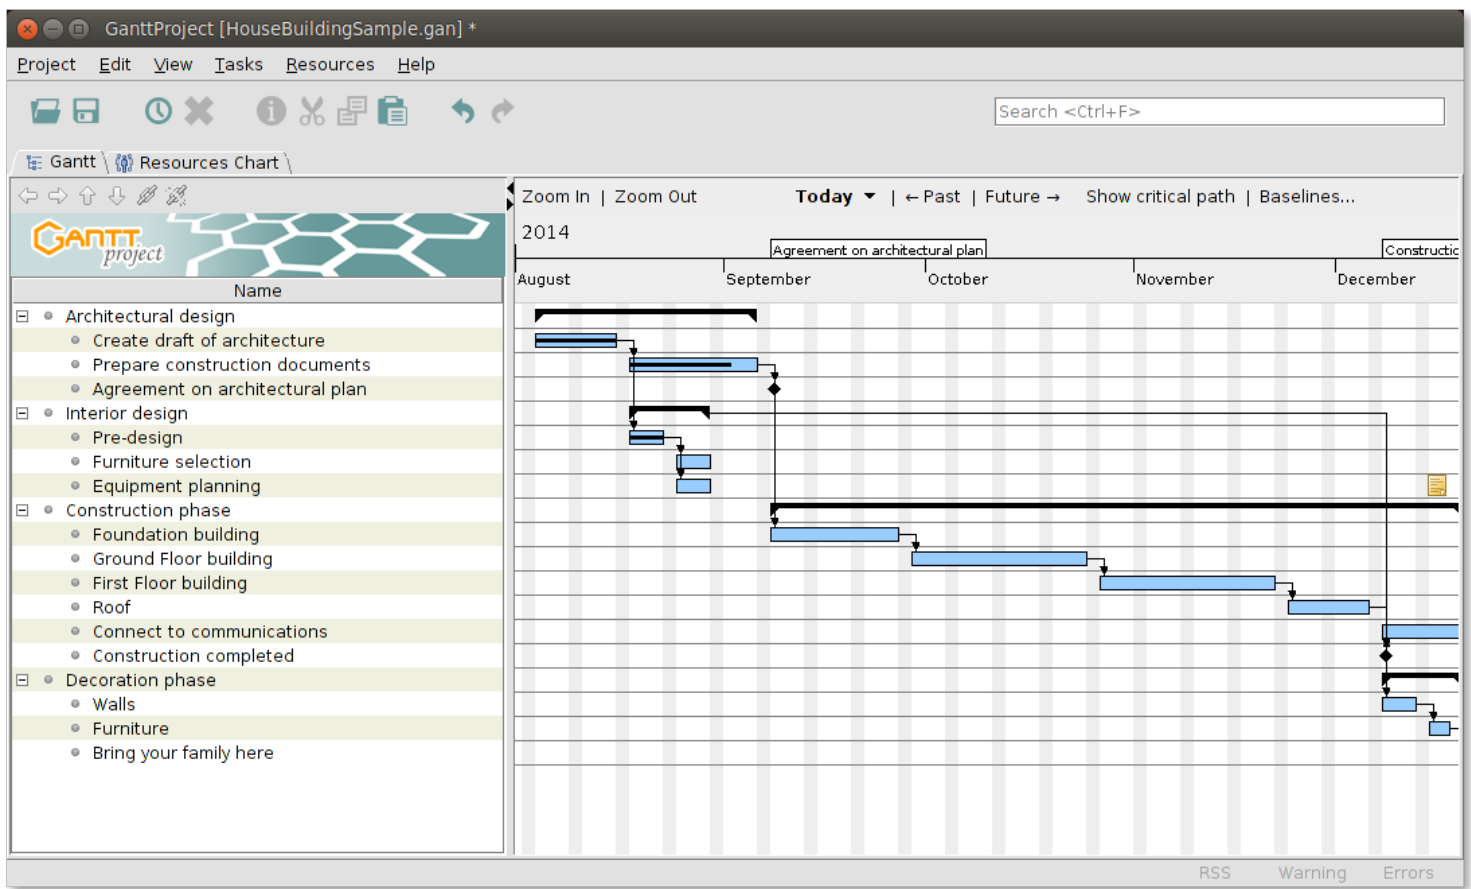 GanttProject [HouseBuildingSample.gan] *
Project Edit View Tasks Resources Help
Search <Ctrl+F>
Gantt Resources Chart
Zoom In | Zoom Out Today ▼ | ← Past | Future → Show critical path | Baselines...
GANTT project
2014
Agreement on architectural plan Constructic
August September October November December
Name
Architectural design
Create draft of architecture
Prepare construction documents
Agreement on architectural plan
Interior design
Pre-design
Furniture selection
Equipment planning
Construction phase
Foundation building
Ground Floor building
First Floor building
Roof
Connect to communications
Construction completed
Decoration phase
Walls
Furniture
Bring your family here
RSS Warning Errors